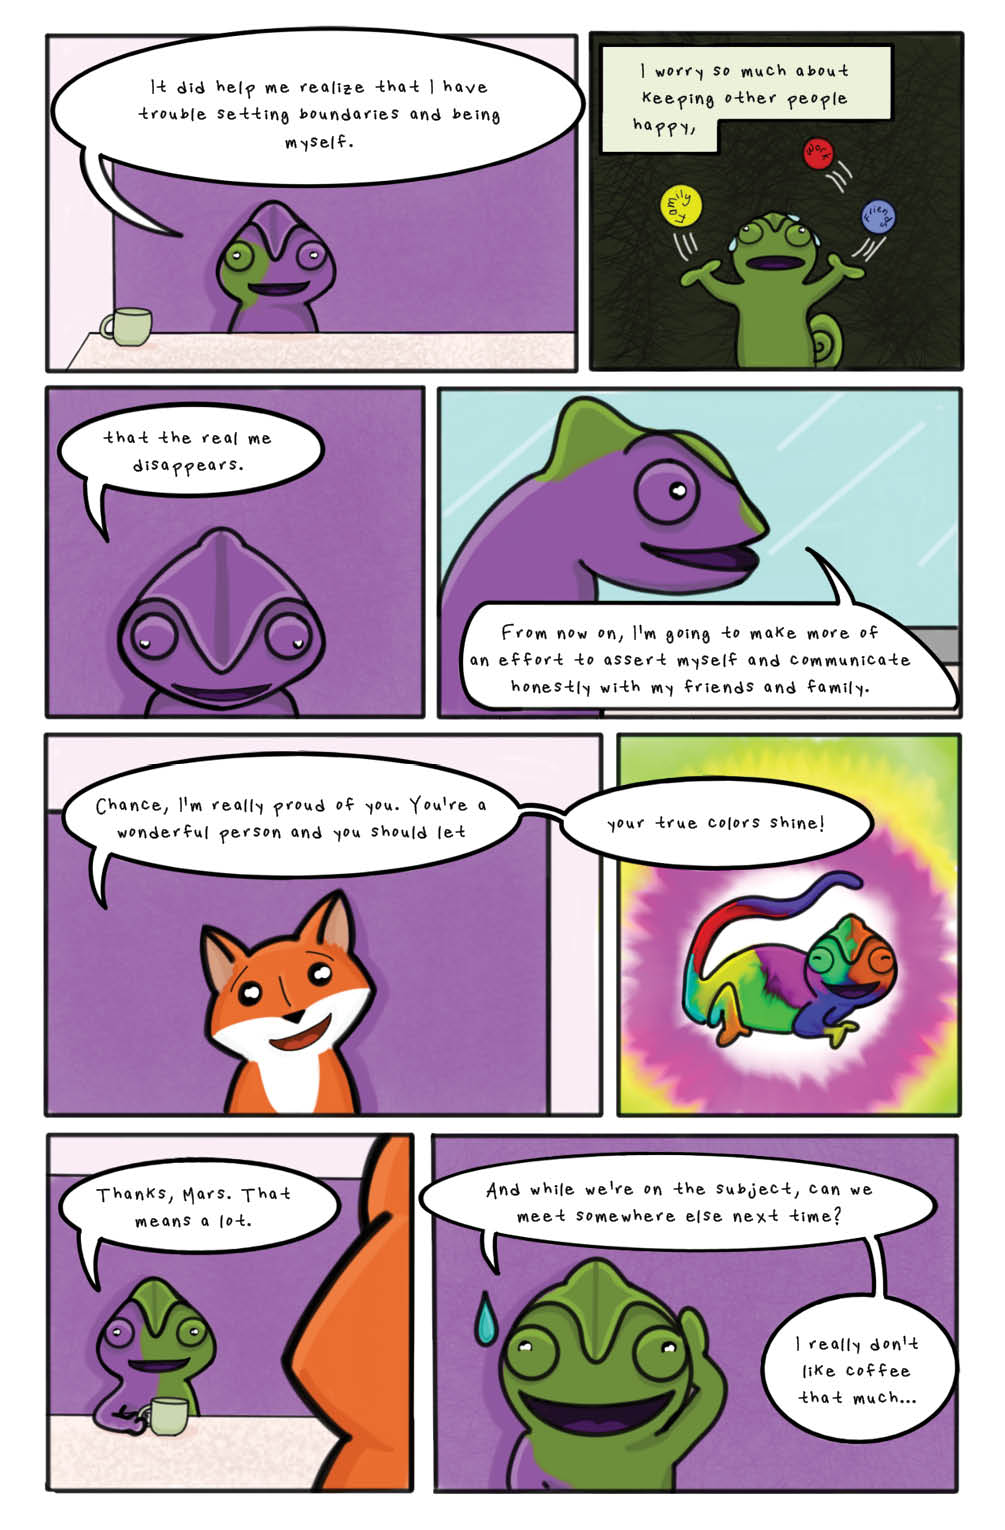 It did help me realize that I have
trouble setting boundaries and being
myself.
I worry so much about
keeping other people
happy,
Family
Work
Friends
that the real me
disappears.
From now on, I'm going to make more of
an effort to assert myself and communicate
honestly with my friends and family.
Chance, I'm really proud of you. You're a
wonderful person and you should let
your true colors shine!
Thanks, Mars. That
means a lot.
And while we're on the subject, can we
meet somewhere else next time?
I really don't
like coffee
that much...